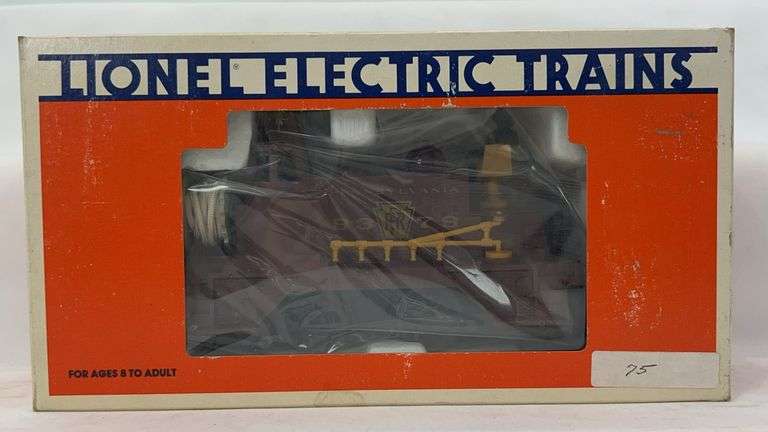 LIONEL® ELECTRIC TRAINS
FOR AGES 8 TO ADULT
75